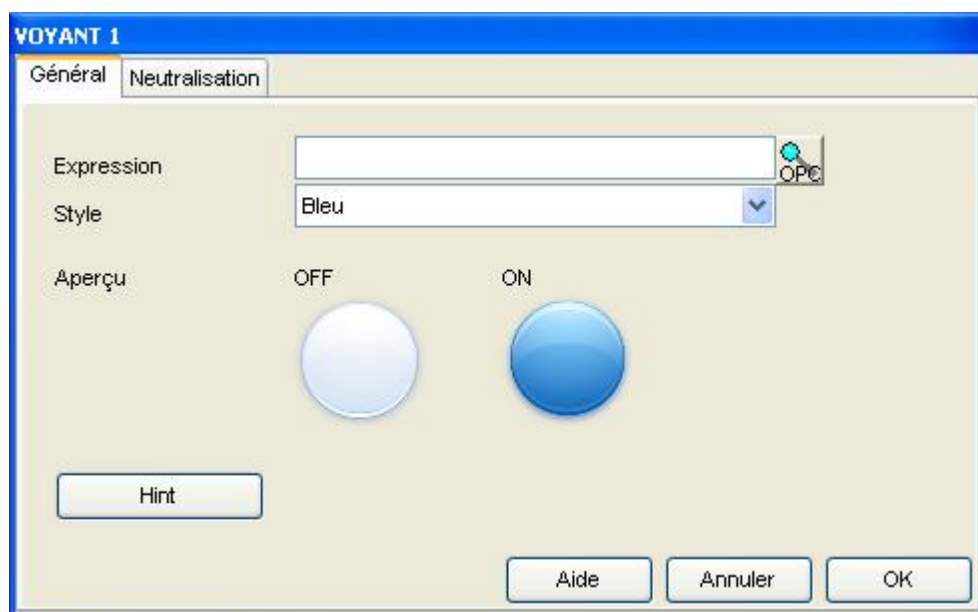 VOYANT 1
Général Neutralisation
Expression OPC
Style Bleu
Aperçu OFF ON
Hint
Aide Annuler OK